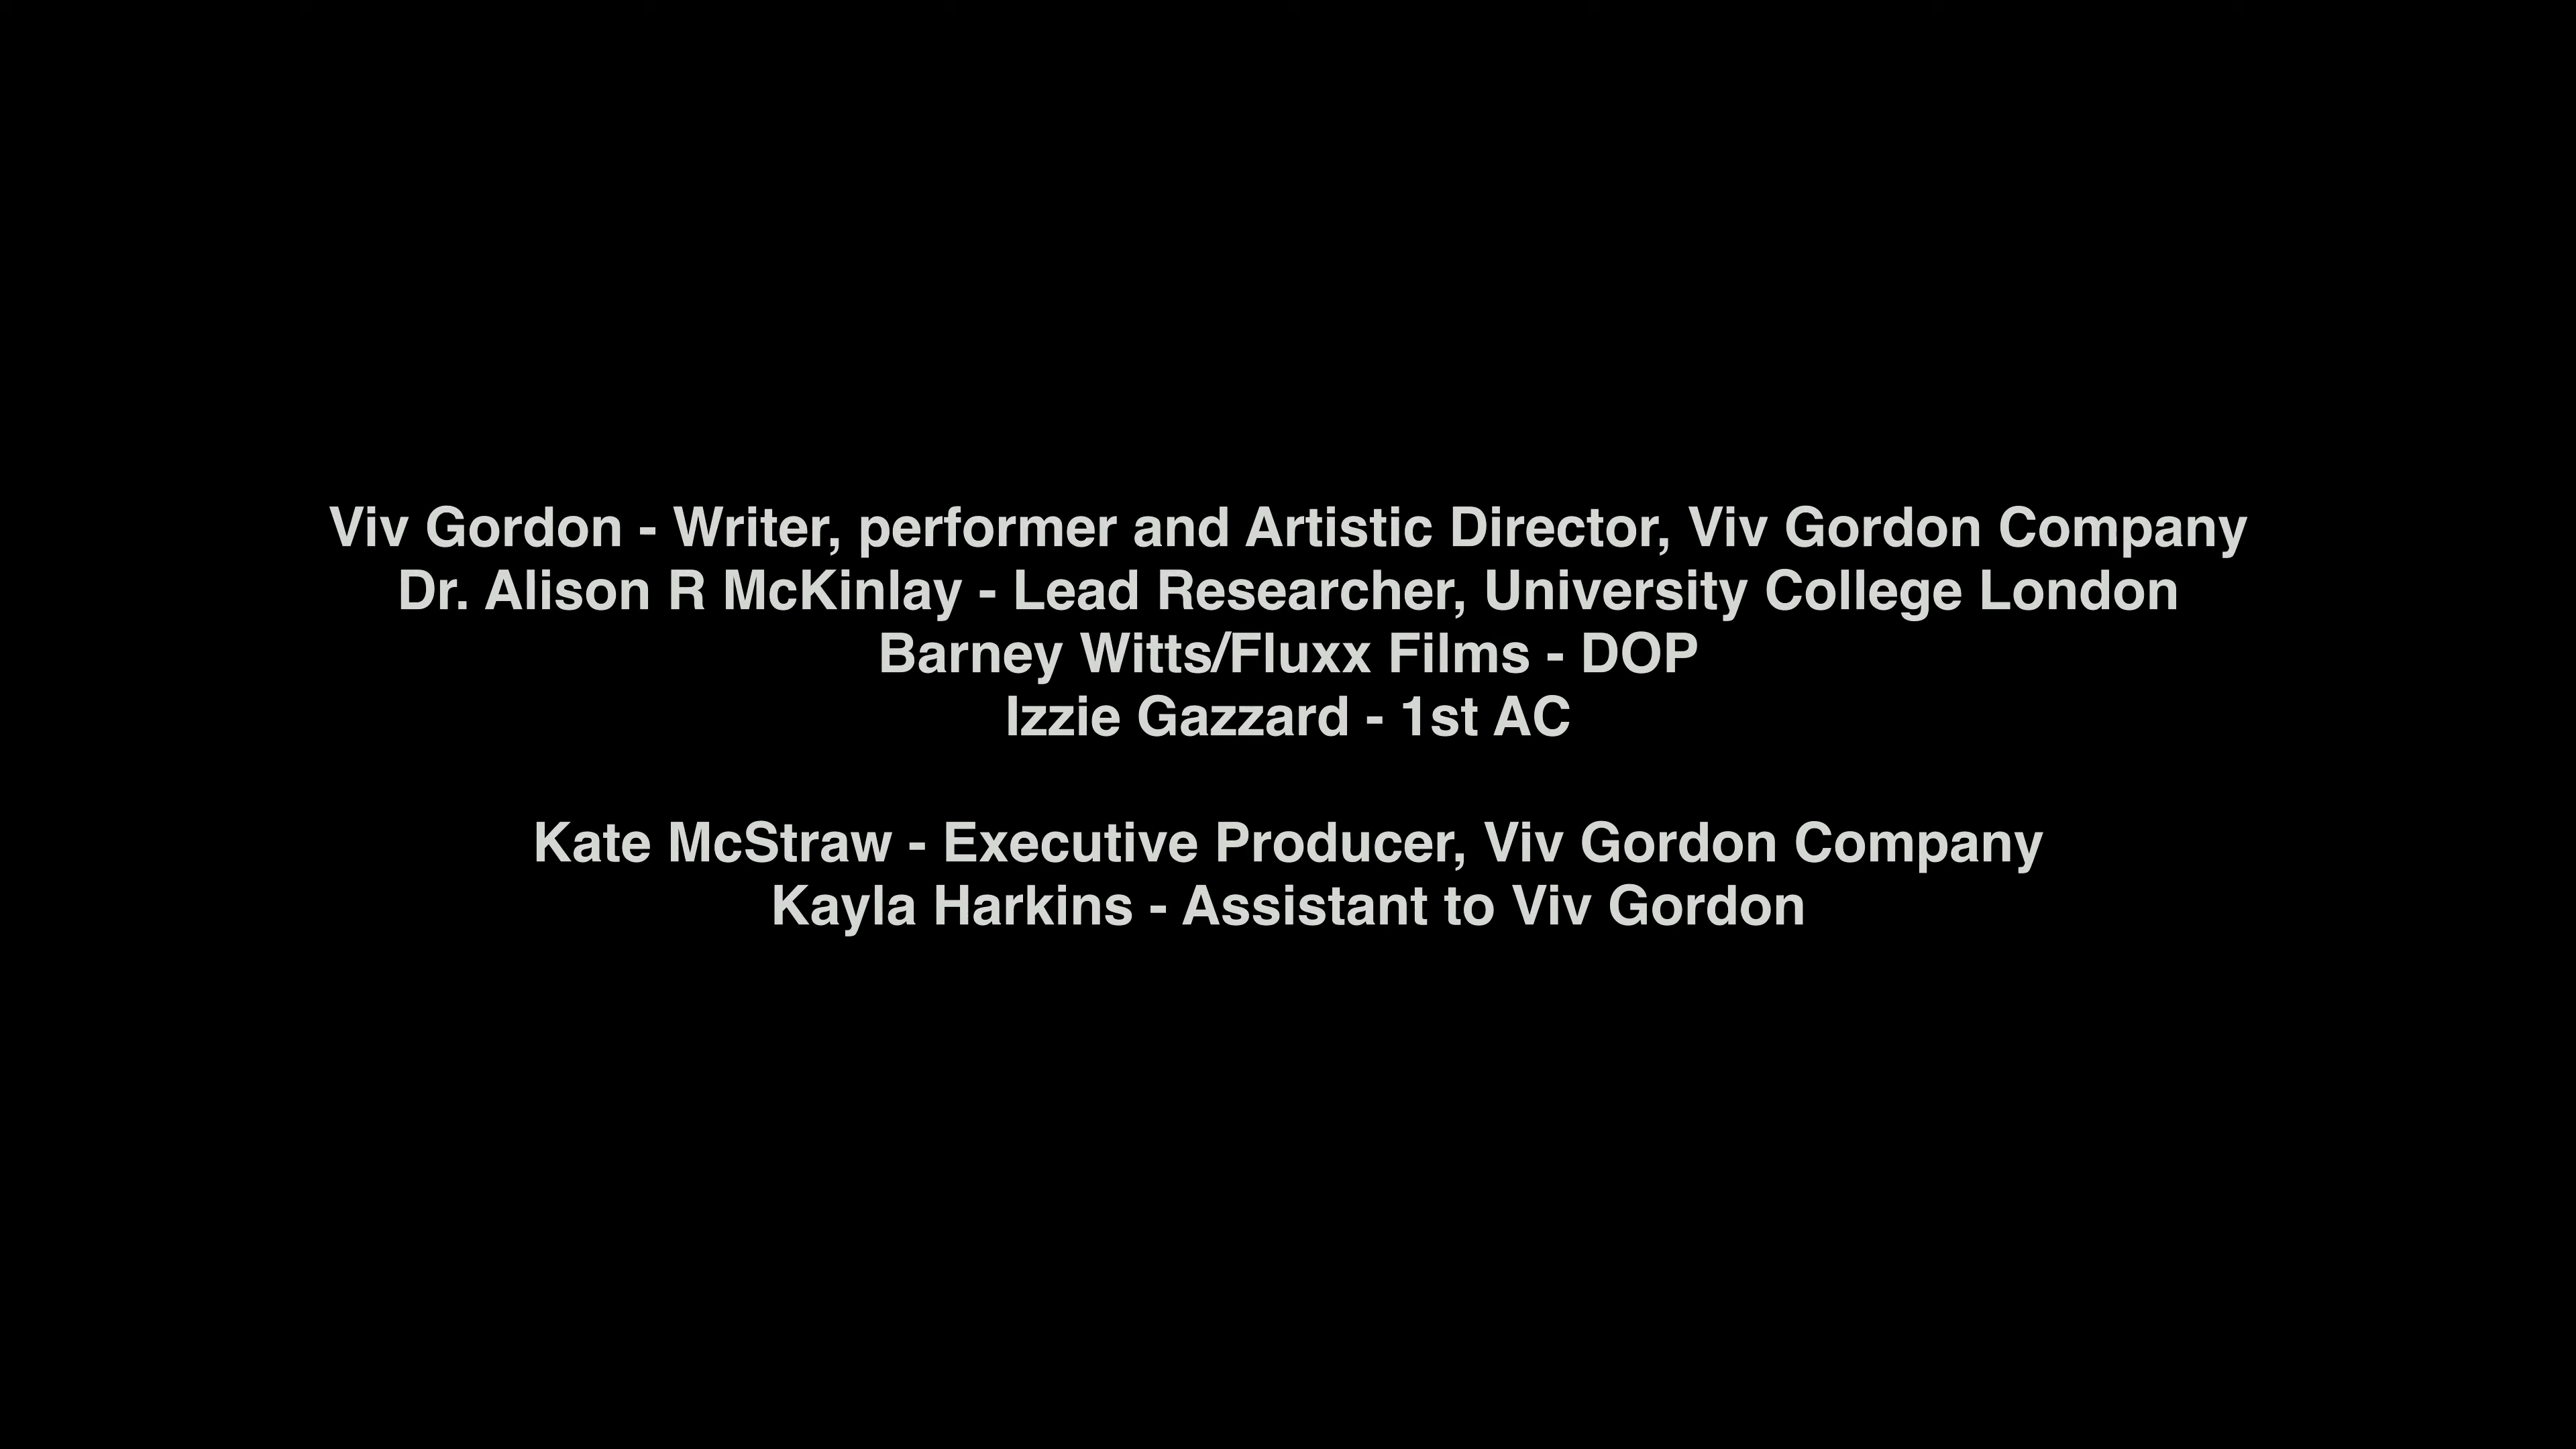 Viv Gordon - Writer, performer and Artistic Director, Viv Gordon Company
Dr. Alison R McKinlay - Lead Researcher, University College London
Barney Witts/Fluxx Films - DOP
Izzie Gazzard - 1st AC
Kate McStraw - Executive Producer, Viv Gordon Company
Kayla Harkins - Assistant to Viv Gordon